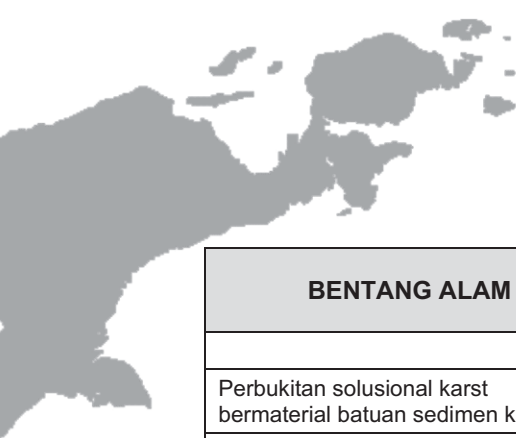 BENTANG ALAM
Perbukitan solusional karst
bermaterial batuan sedimen k